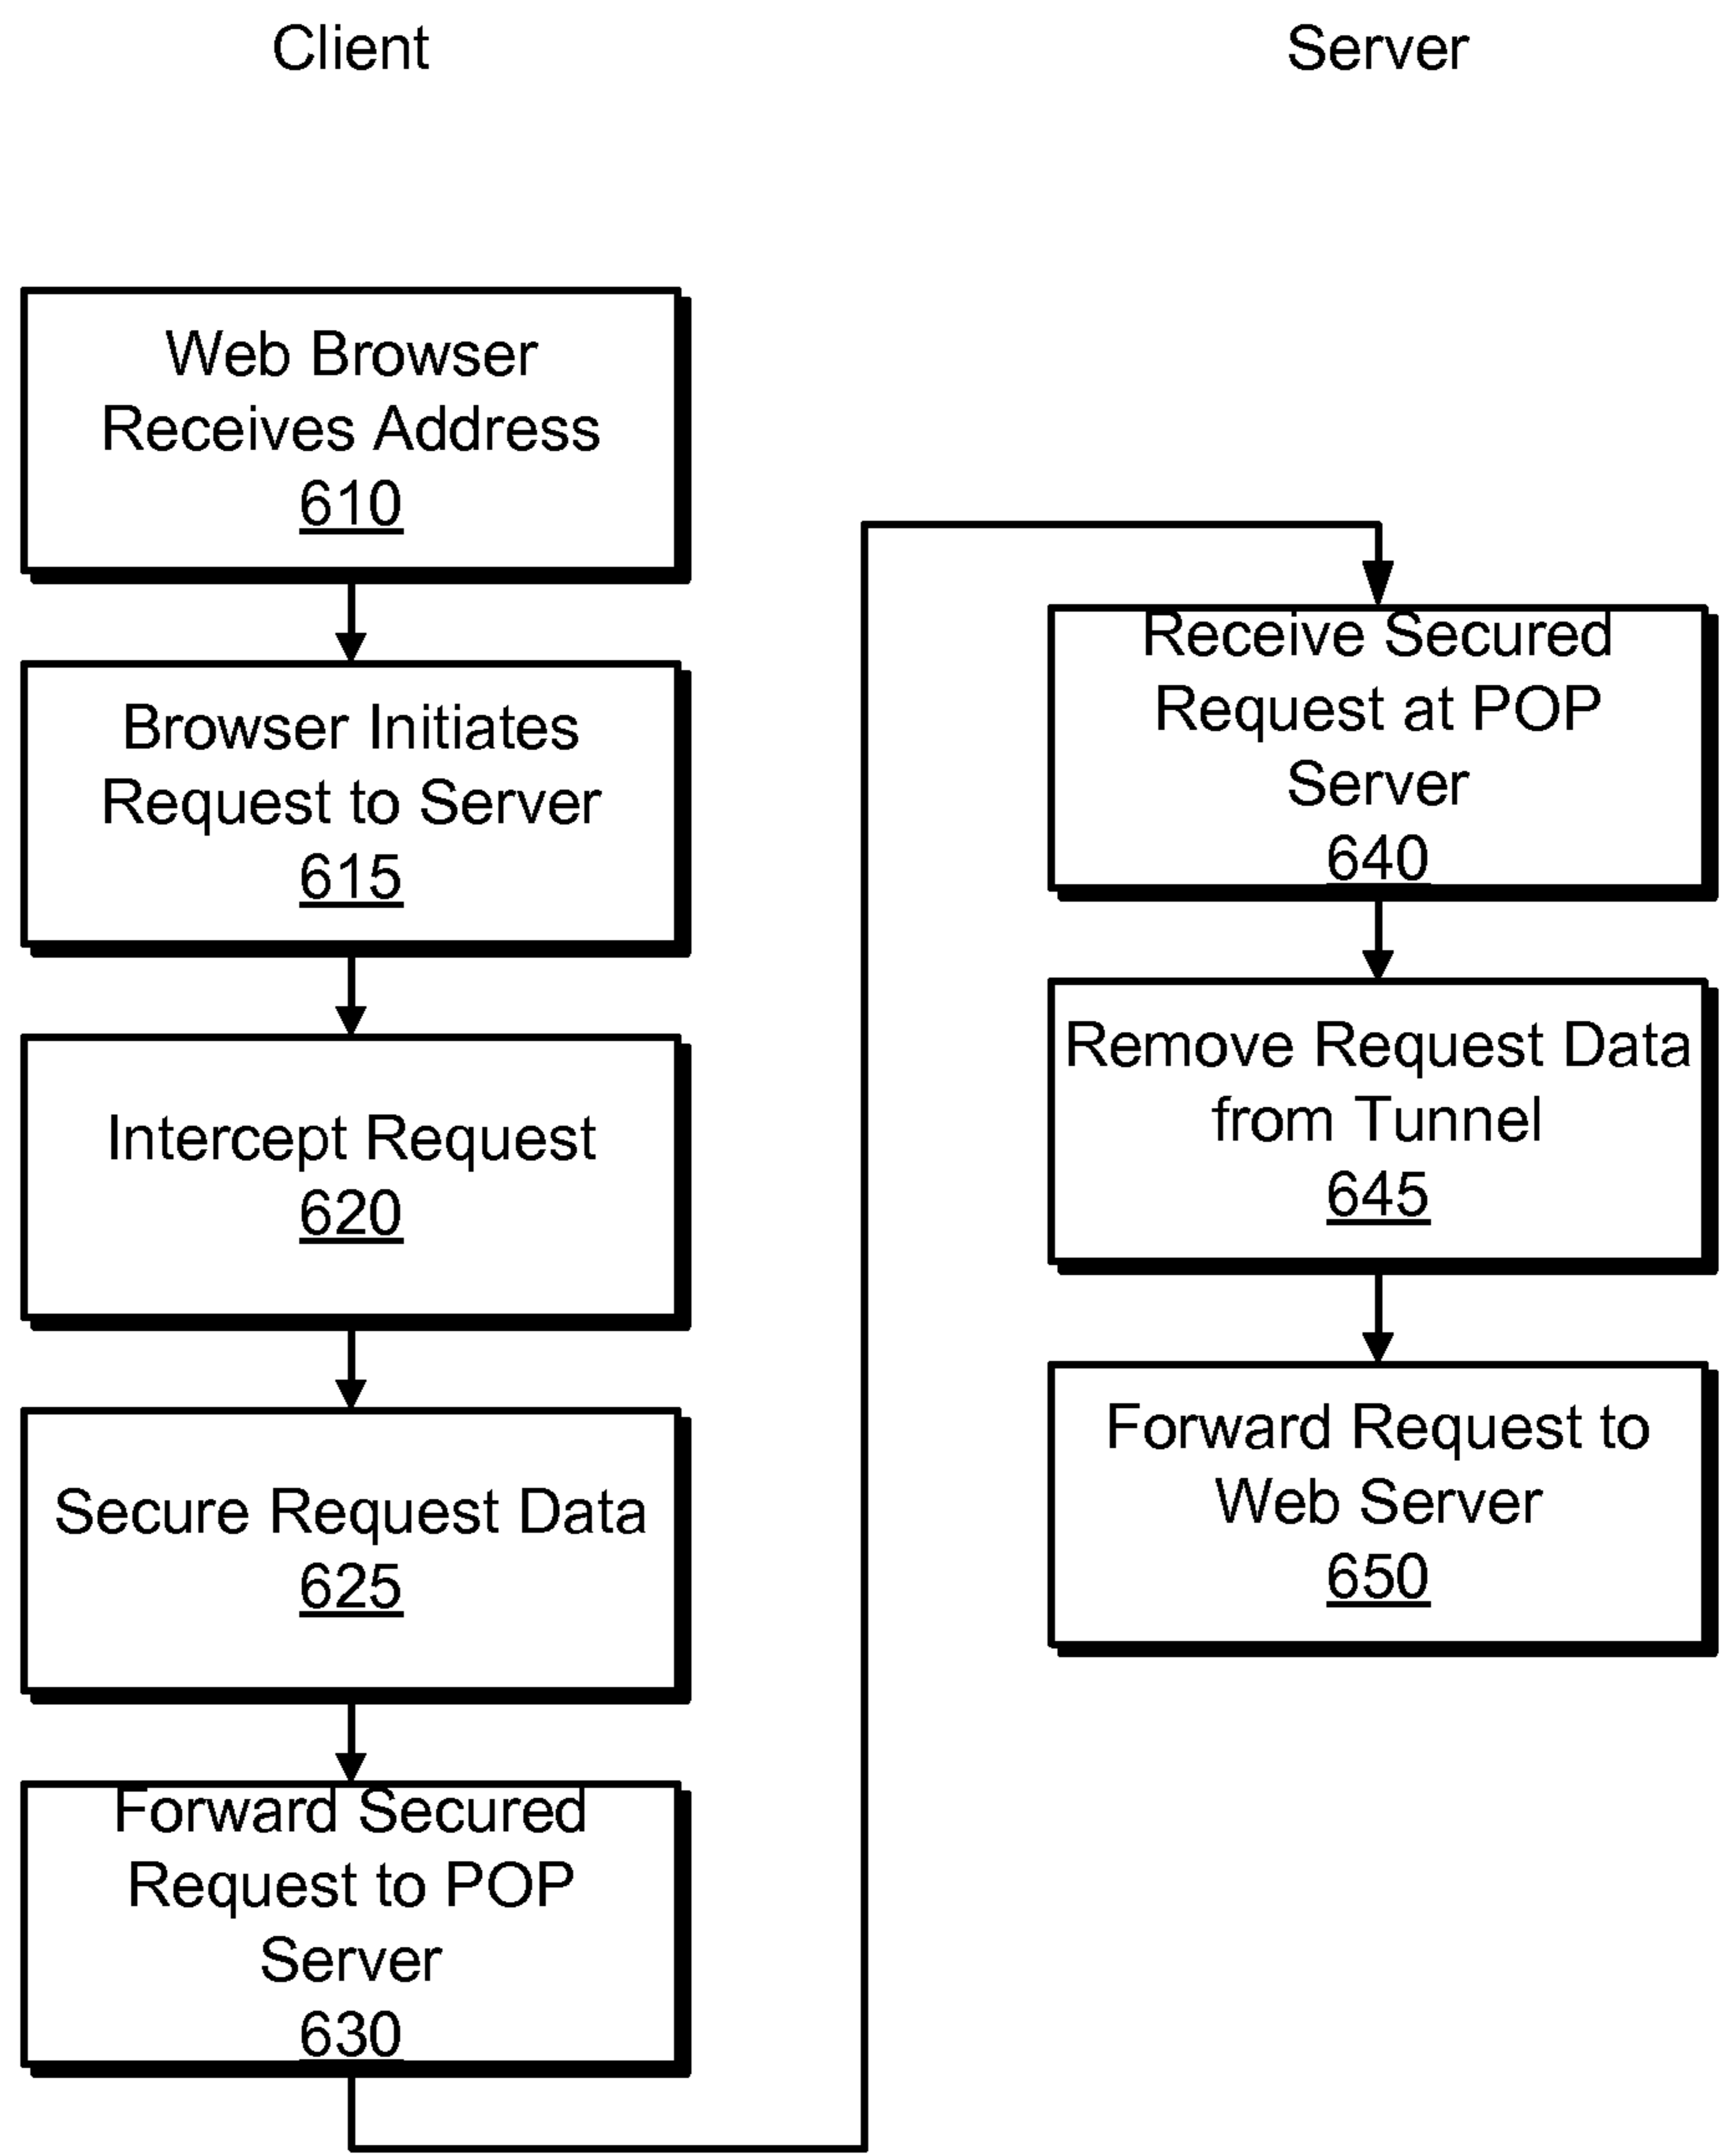 Client
Server
Web Browser
Receives Address
610
Browser Initiates
Request to Server
615
Intercept Request
620
Secure Request Data
625
Forward Secured
Request to POP
Server
630
Receive Secured
Request at POP
Server
640
Remove Request Data
from Tunnel
645
Forward Request to
Web Server
650